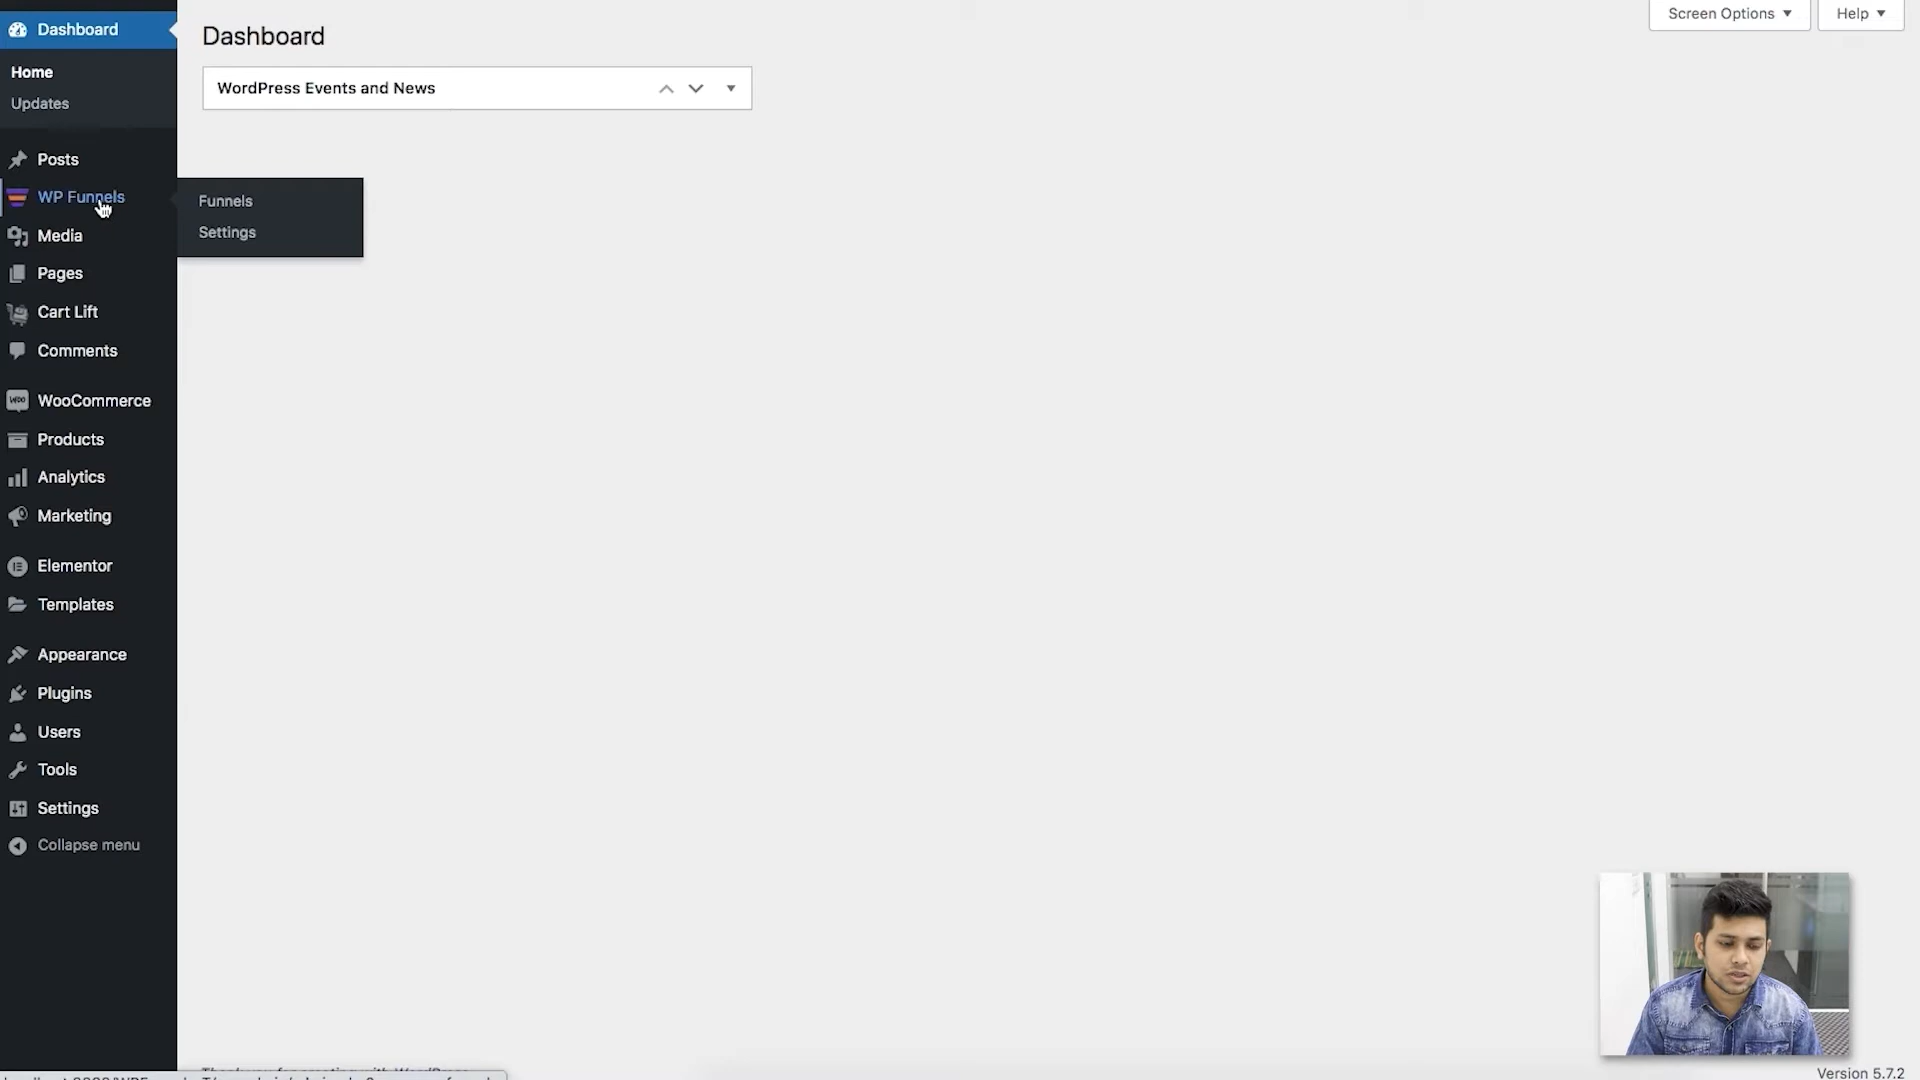 Dashboard
Home
Updates
Posts
WP Funnels
Media
Pages
Cart Lift
Comments
WooCommerce
Products
Analytics
Marketing
Elementor
Templates
Appearance
Plugins
Users
Tools
Settings
Collapse menu
Funnels
Settings
Dashboard
Screen Options
Help
WordPress Events and News
Version 5.7.2